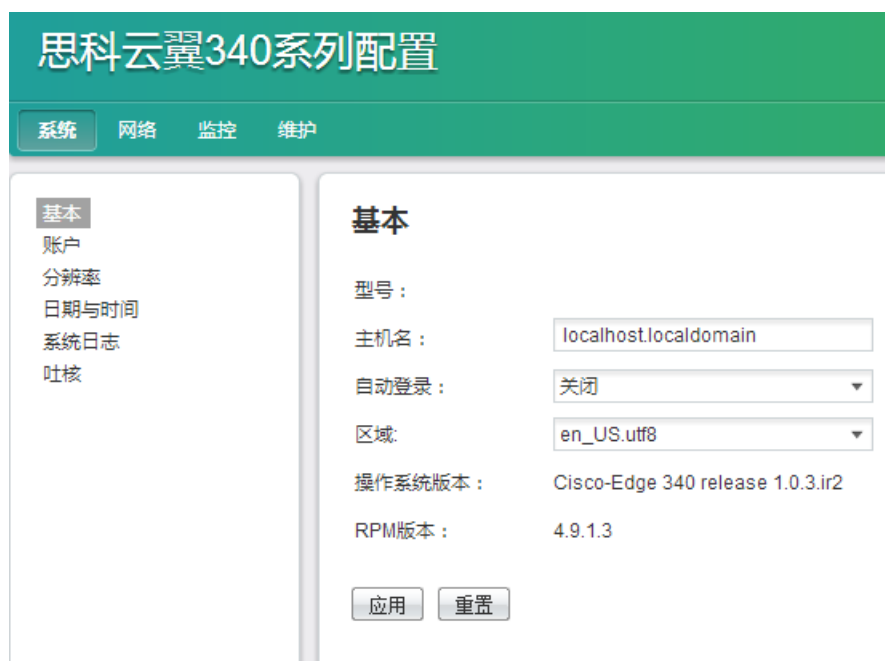 思科云翼340系列配置
系统 网络 监控 维护
基本
账户
分辨率
日期与时间
系统日志
吐核
基本
型号：
主机名： localhost.localdomain
自动登录： 关闭
区域: en_US.utf8
操作系统版本： Cisco-Edge 340 release 1.0.3.ir2
RPM版本： 4.9.1.3
应用 重置